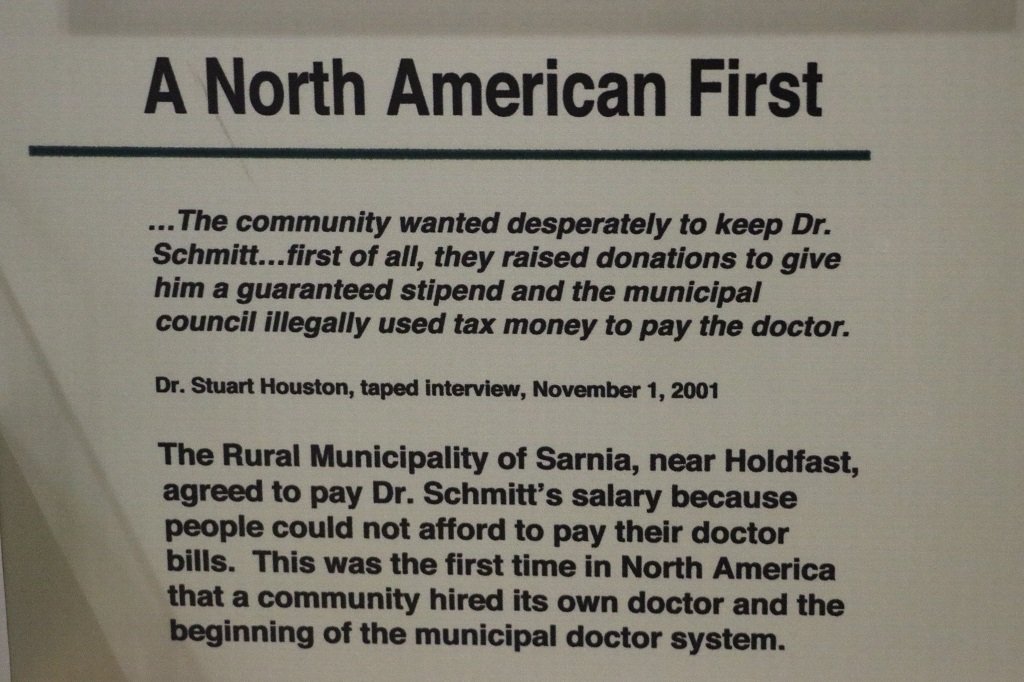 A North American First
...The community wanted desperately to keep Dr.
Schmitt...first of all, they raised donations to give
him a guaranteed stipend and the municipal
council illegally used tax money to pay the doctor.
Dr. Stuart Houston, taped interview, November 1, 2001
The Rural Municipality of Sarnia, near Holdfast,
agreed to pay Dr. Schmitt's salary because
people could not afford to pay their doctor
bills.  This was the first time in North America
that a community hired its own doctor and the
beginning of the municipal doctor system.